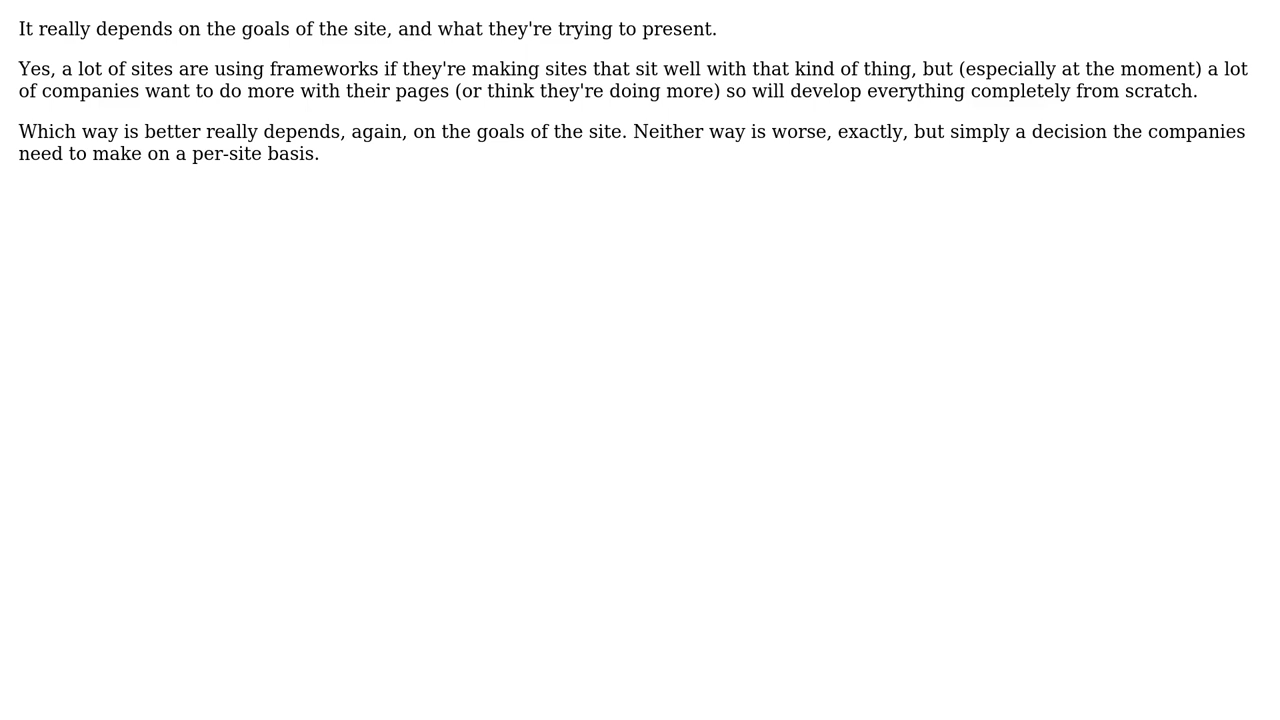 It really depends on the goals of the site, and what they're trying to present.
Yes, a lot of sites are using frameworks if they're making sites that sit well with that kind of thing, but (especially at the moment) a lot
of companies want to do more with their pages (or think they're doing more) so will develop everything completely from scratch.
Which way is better really depends, again, on the goals of the site. Neither way is worse, exactly, but simply a decision the companies
need to make on a per-site basis.